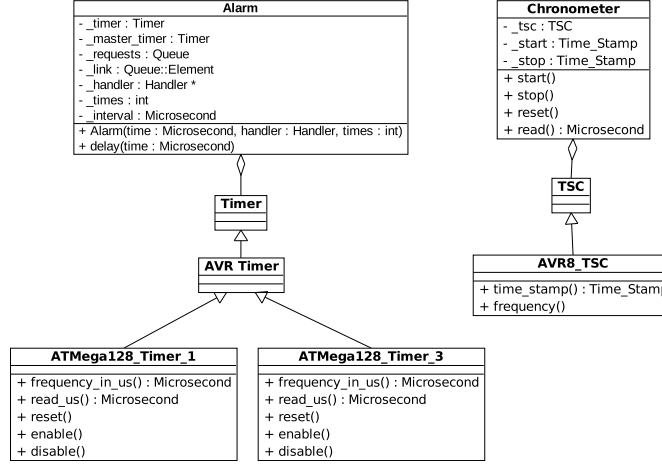 Alarm
- _timer : Timer
- _master_timer : Timer
- _requests : Queue
- _link : Queue::Element
- _handler : Handler *
- _times : int
- _interval : Microsecond
+ Alarm(time : Microsecond, handler : Handler, times : int)
+ delay(time : Microsecond)
Chronometer
- _tsc : TSC
- _start : Time_Stamp
- _stop : Time_Stamp
+ start()
+ stop()
+ reset()
+ read() : Microsecond
Timer
TSC
AVR Timer
AVR8_TSC
+ time_stamp() : Time_Stamp
+ frequency()
ATMega128_Timer_1
+ frequency_in_us() : Microsecond
+ read_us() : Microsecond
+ reset()
+ enable()
+ disable()
ATMega128_Timer_3
+ frequency_in_us() : Microsecond
+ read_us() : Microsecond
+ reset()
+ enable()
+ disable()